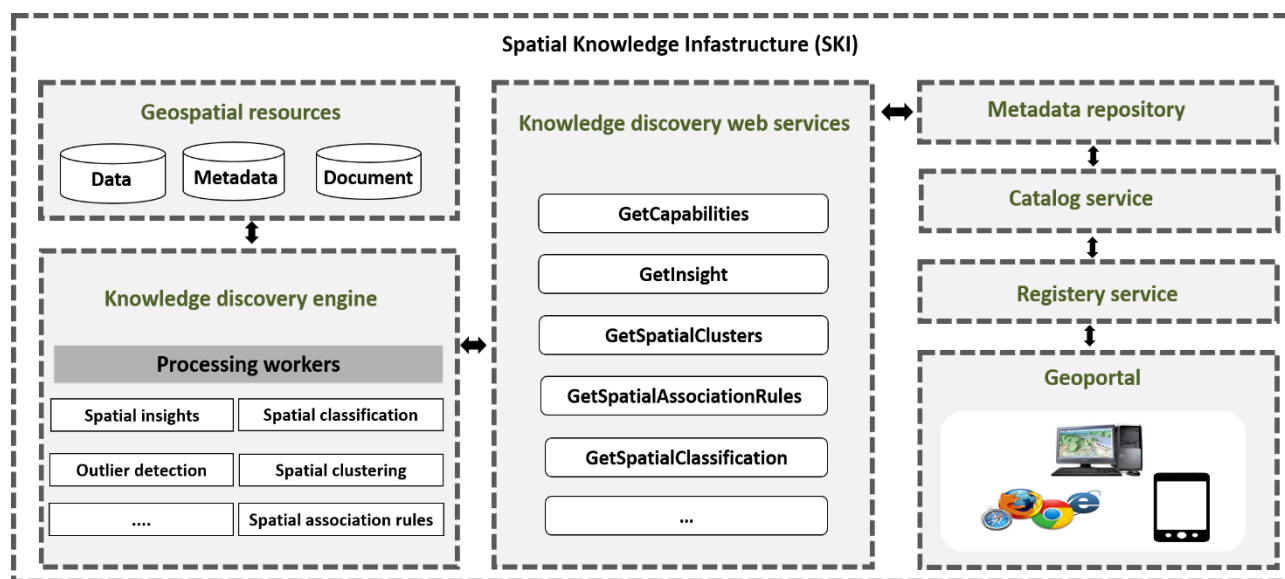 Spatial Knowledge Infastructure (SKI)
Geospatial resources
Data
Metadata
Document
Knowledge discovery engine
Processing workers
Spatial insights
Spatial classification
Outlier detection
Spatial clustering
....
Spatial association rules
Knowledge discovery web services
GetCapabilities
GetInsight
GetSpatialClusters
GetSpatialAssociationRules
GetSpatialClassification
...
Metadata repository
Catalog service
Registery service
Geoportal